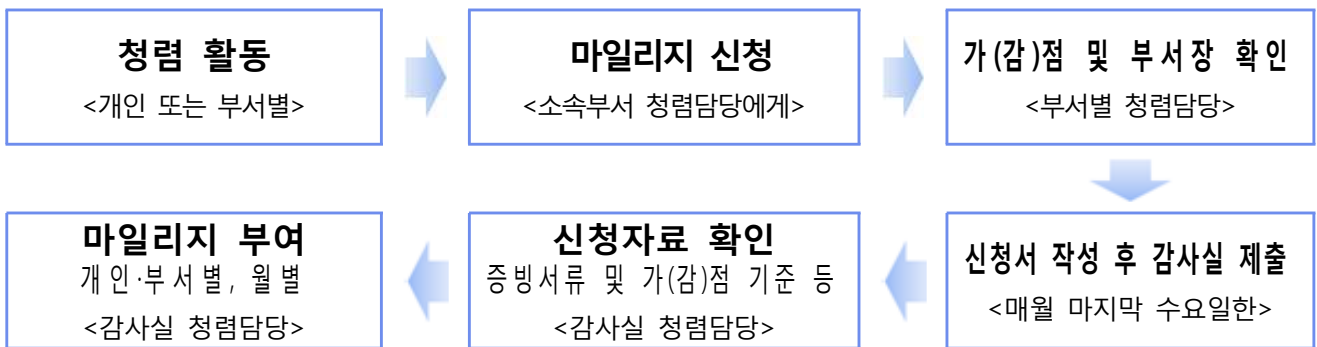 청렴 활동
<개인 또는 부서별>
마일리지 신청
<소속부서 청렴담당에게>
가(감)점 및 부서장 확인
<부서별 청렴담당>
신청서 작성 후 감사실 제출
<매월 마지막 수요일한>
신청자료 확인
증빙서류 및 가(감)점 기준 등
<감사실 청렴담당>
마일리지 부여
개인·부서별, 월별
<감사실 청렴담당>